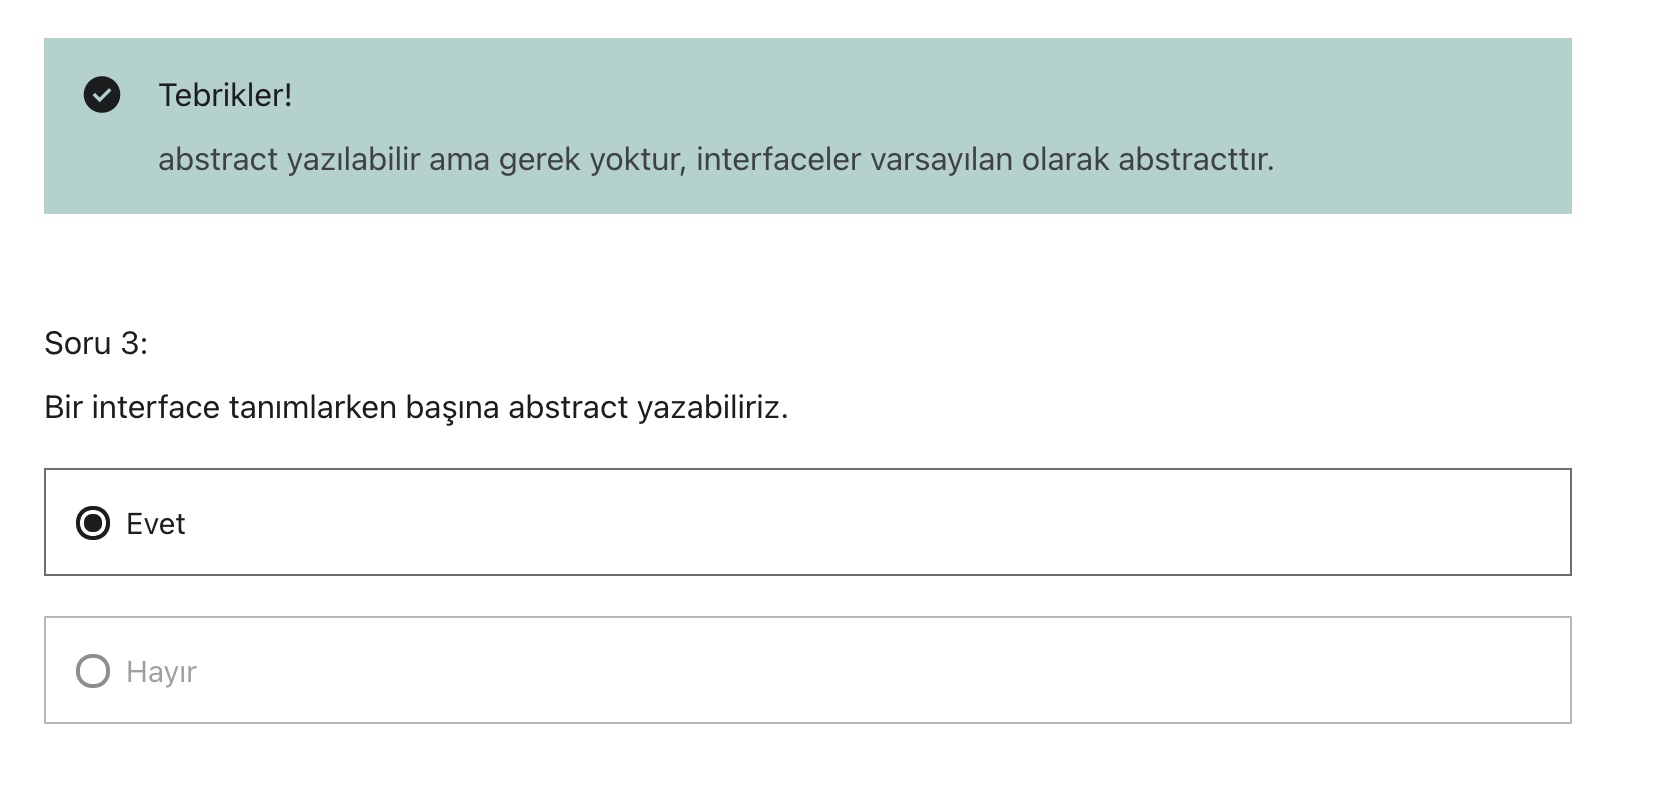 Tebrikler!
abstract yazılabilir ama gerek yoktur, interfaceler varsayılan olarak abstracttır.
Soru 3:
Bir interface tanımlarken başına abstract yazabiliriz.
Evet
Hayır